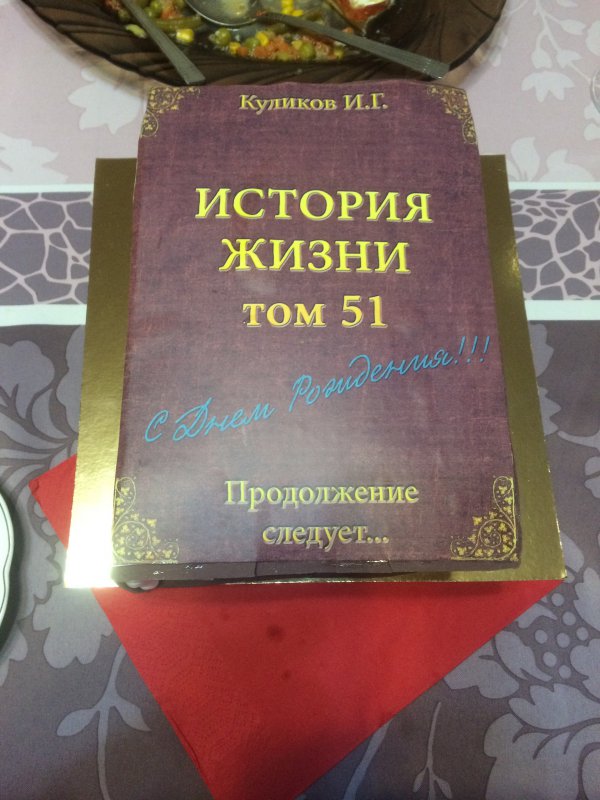 Куликов И.Г.
ИСТОРИЯ
ЖИЗНИ
том 51
С Днем Рождения!!!
Продолжение
следует...